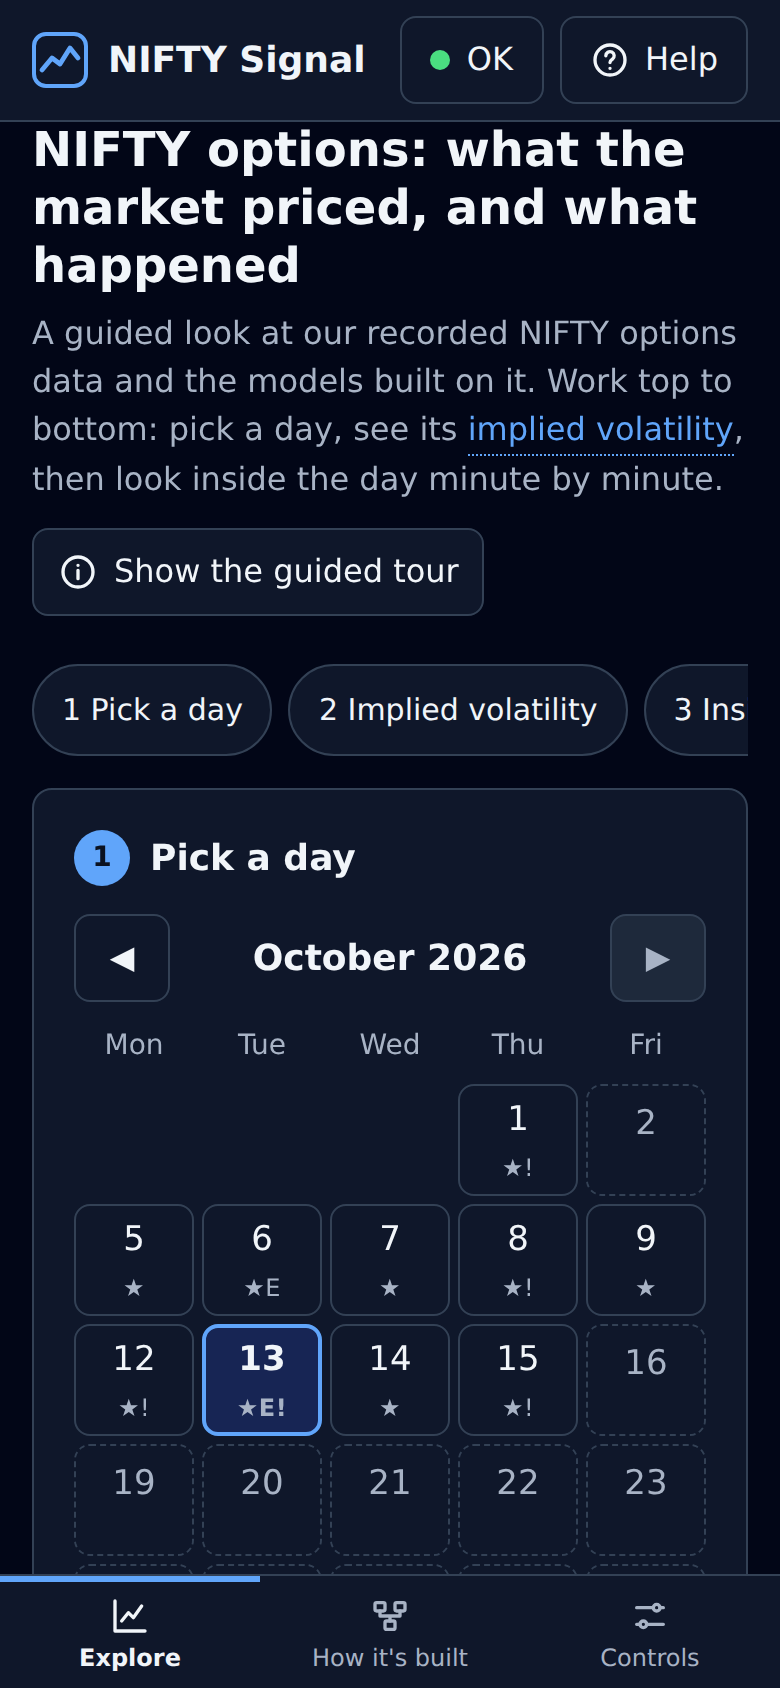 NIFTY Signal
OK
Help
NIFTY options: what the
market priced, and what
happened
A guided look at our recorded NIFTY options
data and the models built on it. Work top to
bottom: pick a day, see its implied volatility,
then look inside the day minute by minute.
Show the guided tour
1 Pick a day
2 Implied volatility
3 Ins
1 Pick a day
◀ October 2026 ▶
Mon Tue Wed Thu Fri
1 2
★!
5 6 7 8 9
★ ★E ★ ★! ★
12 13 14 15 16
★! ★E! ★ ★!
19 20 21 22 23
Explore How it's built Controls